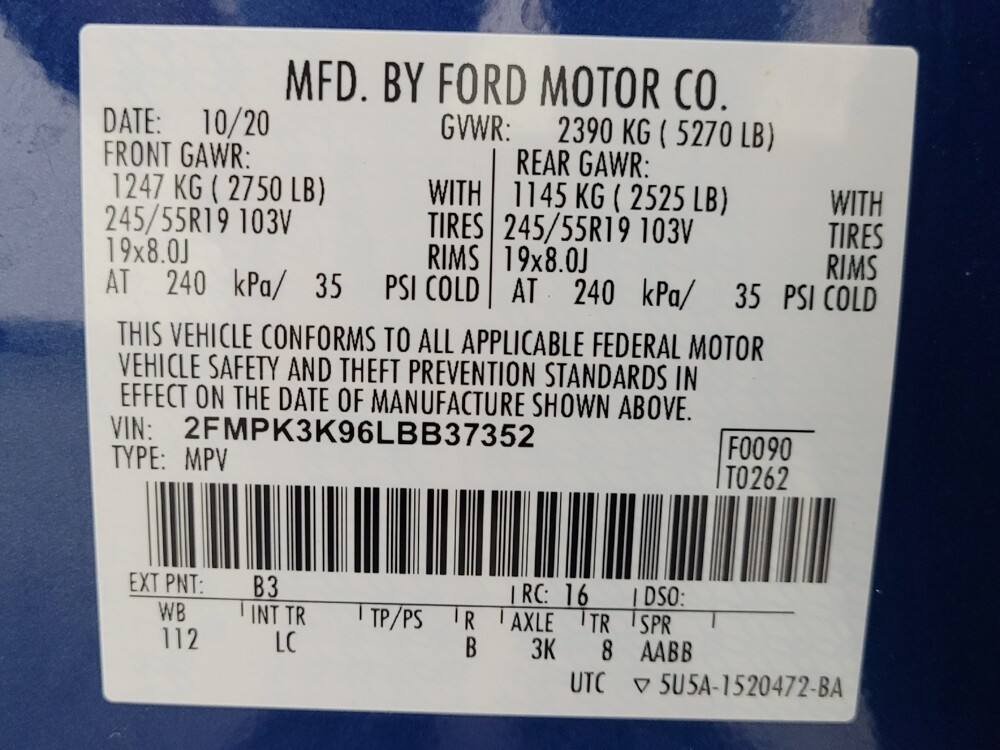 MFD. BY FORD MOTOR CO.
DATE: 10/20 GVWR: 2390 KG ( 5270 LB)
FRONT GAWR: REAR GAWR:
1247 KG ( 2750 LB) WITH 1145 KG ( 2525 LB) WITH
245/55R19 103V TIRES 245/55R19 103V TIRES
19x8.0J RIMS 19x8.0J RIMS
AT 240 kPa/ 35 PSI COLD AT 240 kPa/ 35 PSI COLD
THIS VEHICLE CONFORMS TO ALL APPLICABLE FEDERAL MOTOR
VEHICLE SAFETY AND THEFT PREVENTION STANDARDS IN
EFFECT ON THE DATE OF MANUFACTURE SHOWN ABOVE.
VIN: 2FMPK3K96LBB37352
TYPE: MPV
F0090
T0262
EXT PNT: B3 RC: 16 DSO:
WB INT TR TP/PS R AXLE TR SPR
112 LC B 3K 8 AABB
UTC ▽ 5U5A-1520472-BA